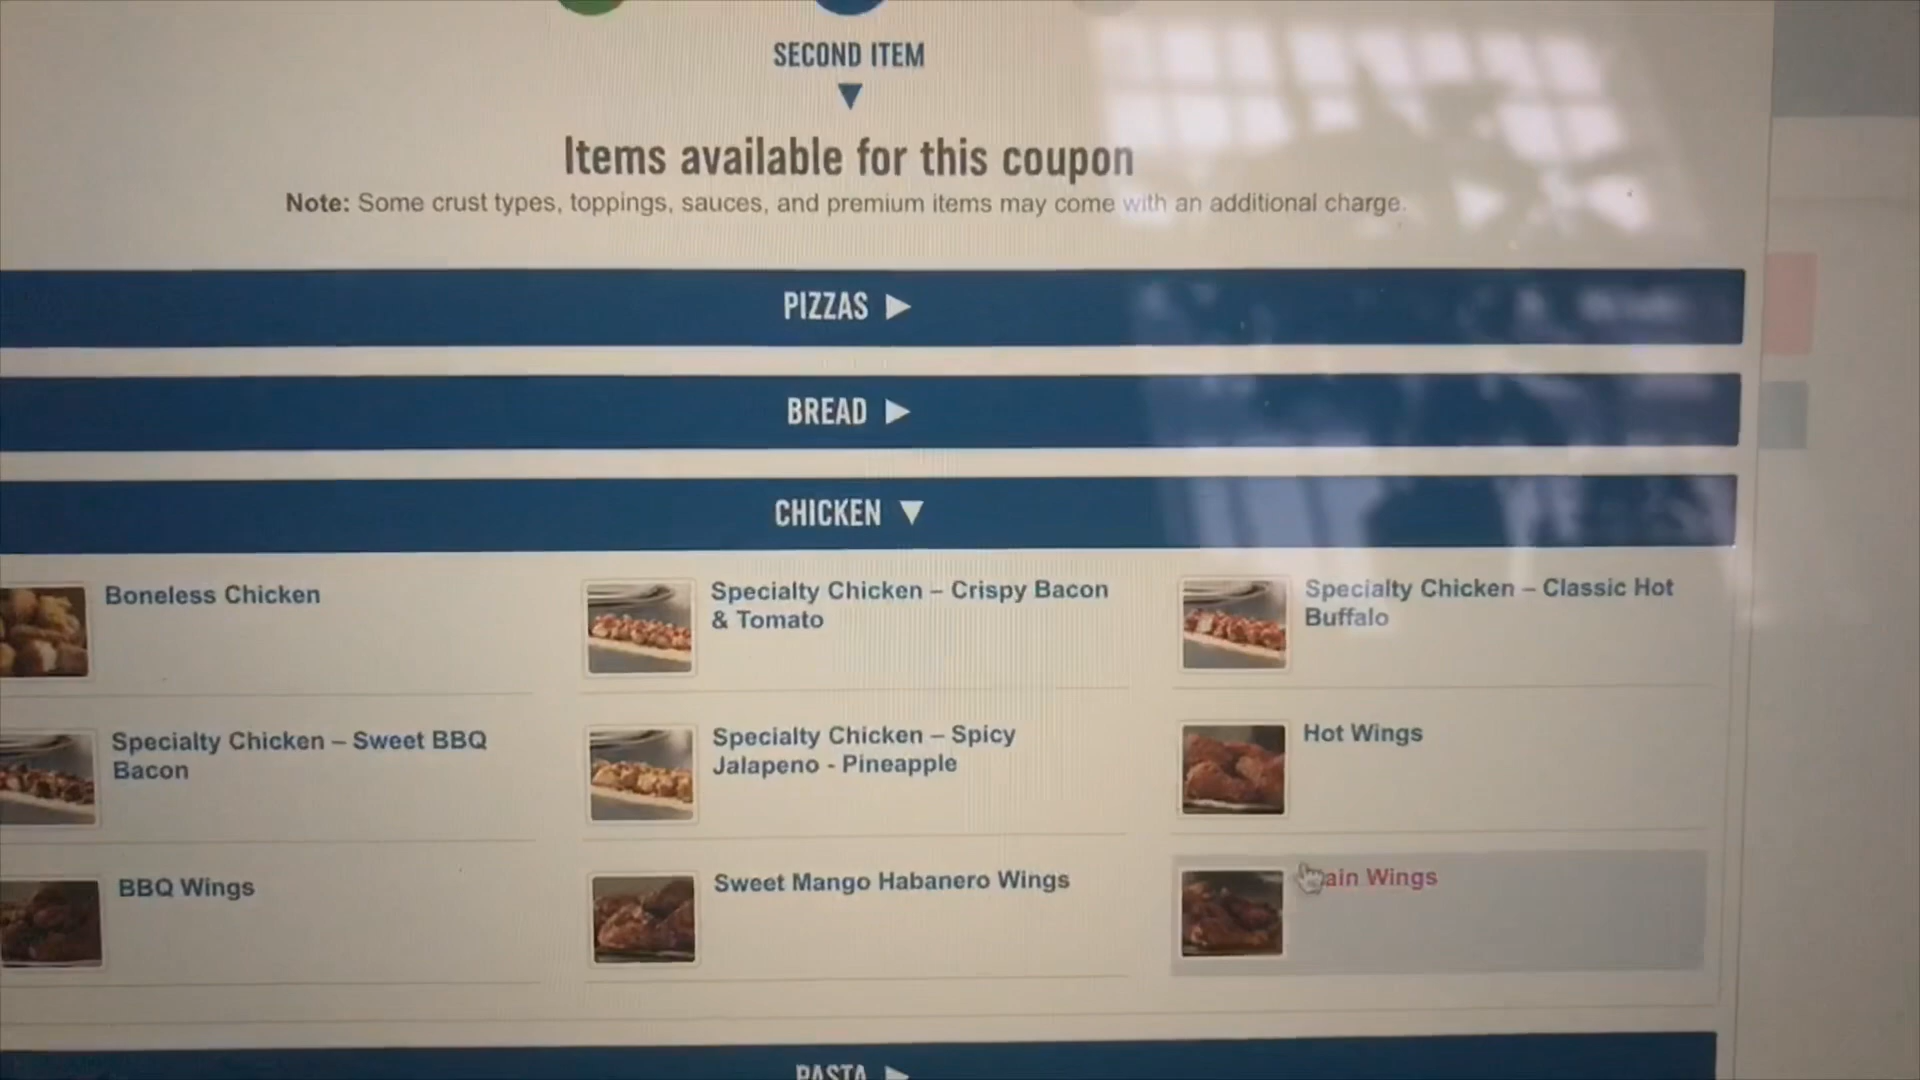 SECOND ITEM
Items available for this coupon
Note: Some crust types, toppings, sauces, and premium items may come with an additional charge.
PIZZAS
BREAD
CHICKEN
Boneless Chicken
Specialty Chicken – Crispy Bacon
& Tomato
Specialty Chicken – Classic Hot
Buffalo
Specialty Chicken – Sweet BBQ
Bacon
Specialty Chicken – Spicy
Jalapeno - Pineapple
Hot Wings
BBQ Wings
Sweet Mango Habanero Wings
Wings
PASTA